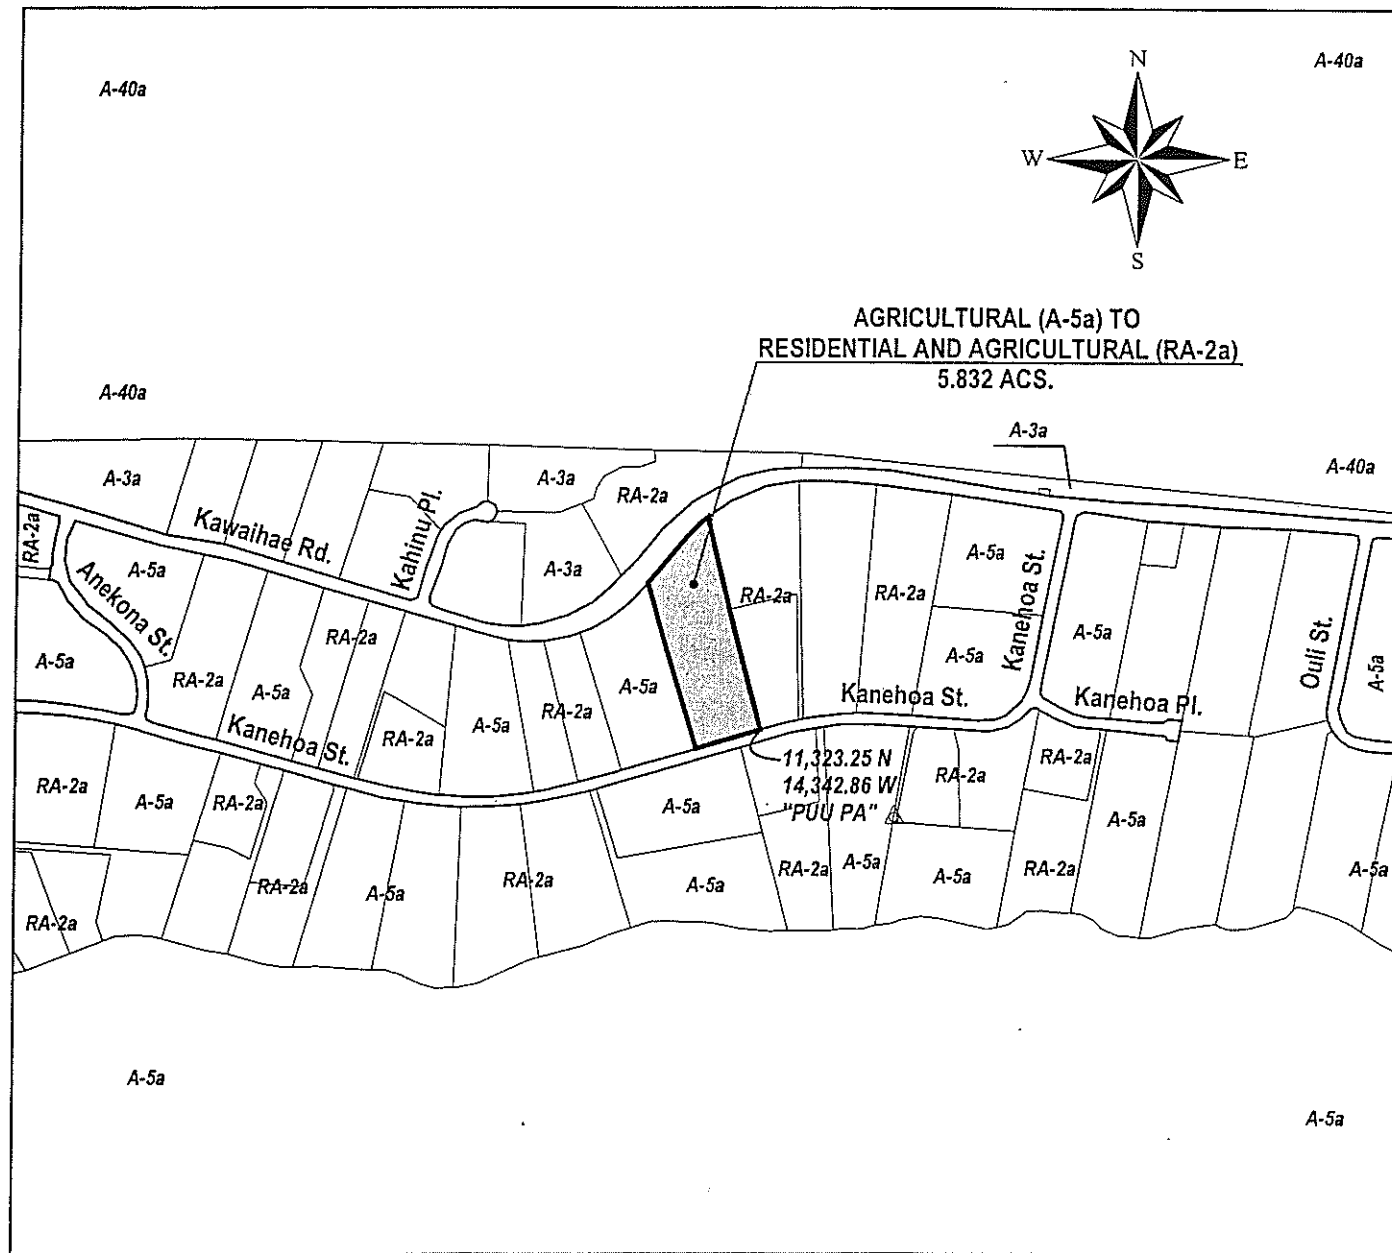 A-40a
A-40a
N
W
E
S
AGRICULTURAL (A-5a) TO
RESIDENTIAL AND AGRICULTURAL (RA-2a)
5.832 ACS.
A-40a
A-3a
A-40a
A-3a
A-3a
RA-2a
RA-2a
Kawaihae Rd.
Kahinu Pl.
A-5a
A-3a
A-5a
Kanehoa St.
Anekona St.
RA-2a
RA-2a
RA-2a
A-5a
A-5a
A-5a
RA-2a
A-5a
A-5a
Ouli St.
A-5a
RA-2a
A-5a
Kanehoa St.
Kanehoa Pl.
Kanehoa St.
RA-2a
A-5a
RA-2a
11,323.25 N
14,342.86 W
"PUU PA"
RA-2a
RA-2a
RA-2a
A-5a
RA-2a
A-5a
A-5a
RA-2a
A-5a
RA-2a
A-5a
RA-2a
A-5a
A-5a
RA-2a
A-5a
RA-2a
A-5a
A-5a